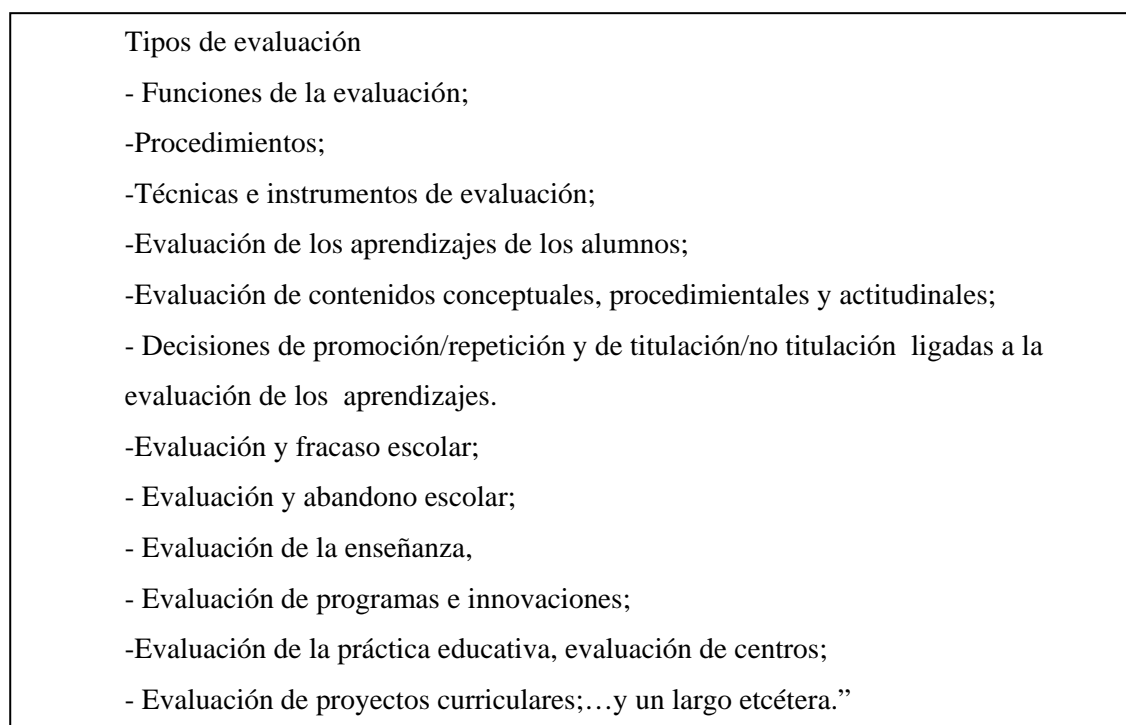 Tipos de evaluación
- Funciones de la evaluación;
-Procedimientos;
-Técnicas e instrumentos de evaluación;
-Evaluación de los aprendizajes de los alumnos;
-Evaluación de contenidos conceptuales, procedimientales y actitudinales;
- Decisiones de promoción/repetición y de titulación/no titulación ligadas a la
evaluación de los aprendizajes.
-Evaluación y fracaso escolar;
- Evaluación y abandono escolar;
- Evaluación de la enseñanza,
- Evaluación de programas e innovaciones;
-Evaluación de la práctica educativa, evaluación de centros;
- Evaluación de proyectos curriculares;…y un largo etcétera.”